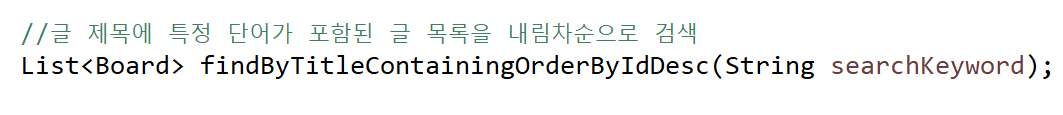 //글 제목에 특정 단어가 포함된 글 목록을 내림차순으로 검색
List<Board> findByTitleContainingOrderByIdDesc(String searchKeyword);